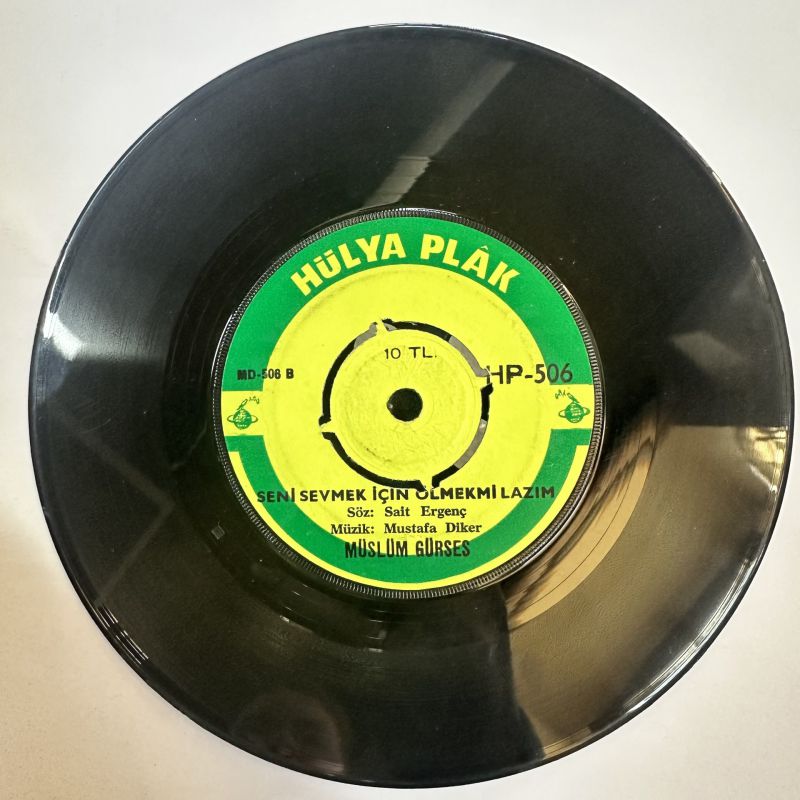 HÜLYA PLÂK
10 TL.
MD-506 B
HP-506
SENİ SEVMEK İÇİN ÖLMEKMİ LAZIM
Söz: Sait Ergenç
Müzik: Mustafa Diker
MÜSLÜM GÜRSES